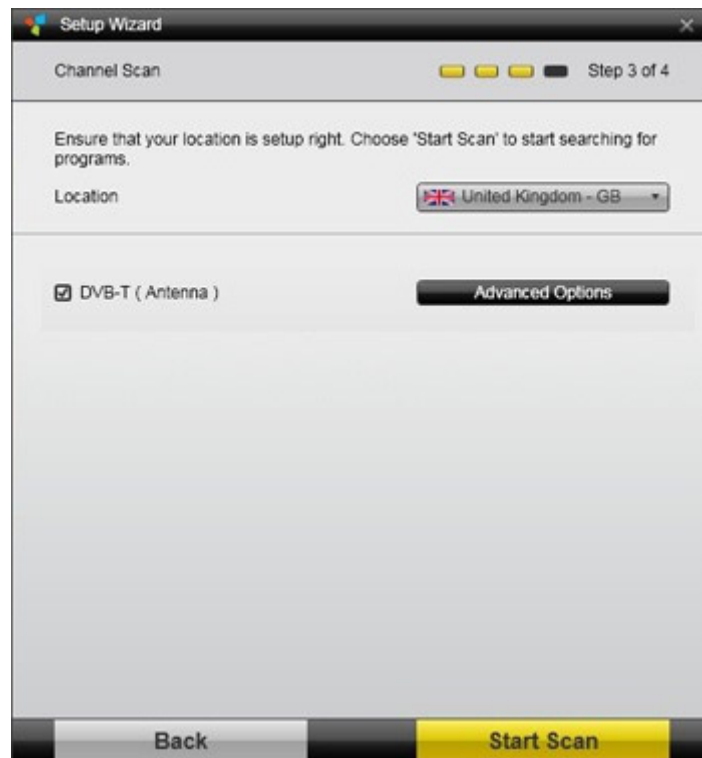 Setup Wizard
Channel Scan
Step 3 of 4
Ensure that your location is setup right. Choose 'Start Scan' to start searching for
programs.
Location
United Kingdom - GB
DVB-T ( Antenna )
Advanced Options
Back
Start Scan